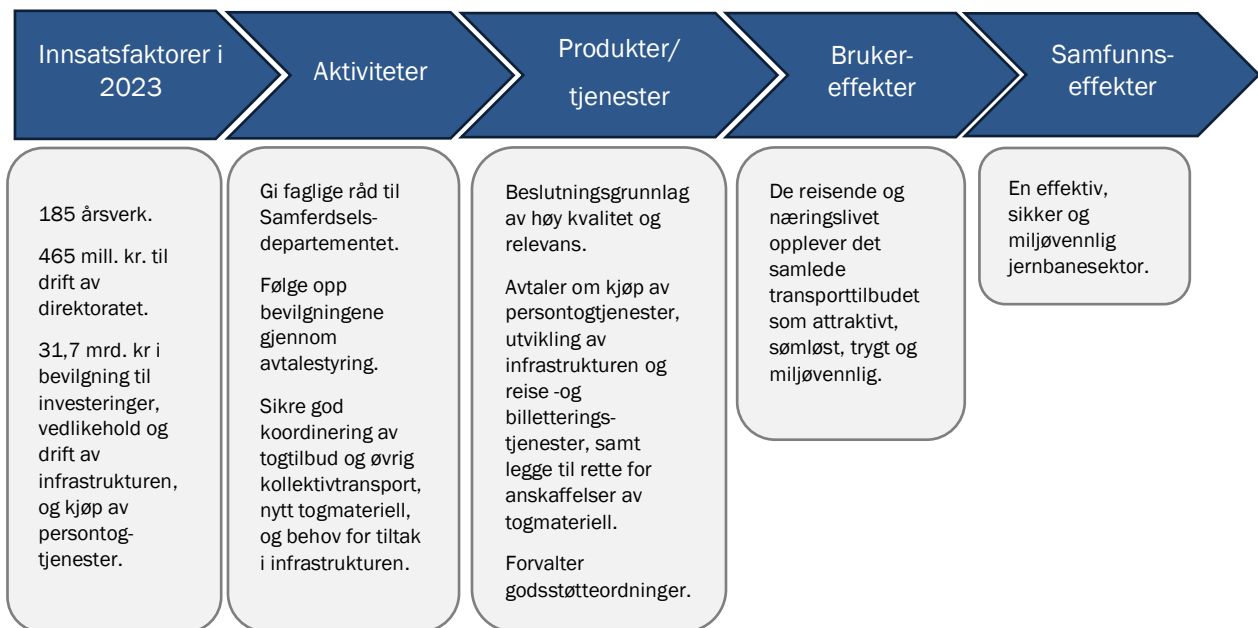 Innsatsfaktorer i
2023
Aktiviteter
Produkter/
tjenester
Bruker-
effekter
Samfunns-
effekter
185 årsverk.
465 mill. kr. til
drift av
direktoratet.
31,7 mrd. kr i
bevilgning til
investeringer,
vedlikehold og
drift av
infrastrukturen,
og kjøp av
persontog-
tjenester.
Gi faglige råd til
Samferdsels-
departementet.
Følge opp
bevilgningene
gjennom
avtalestyring.
Sikre god
koordinering av
togtilbud og øvrig
kollektivtransport,
nytt togmateriell,
og behov for tiltak
i infrastrukturen.
Beslutningsgrunnlag
av høy kvalitet og
relevans.
Avtaler om kjøp av
persontogtjenester,
utvikling av
infrastrukturen og
reise -og
billetterings-
tjenester, samt
legge til rette for
anskaffelser av
togmateriell.
Forvalter
godsstøtteordninger.
De reisende og
næringslivet
opplever det
samlede
transporttilbudet
som attraktivt,
sømløst, trygt og
miljøvennlig.
En effektiv,
sikker og
miljøvennlig
jernbanesektor.